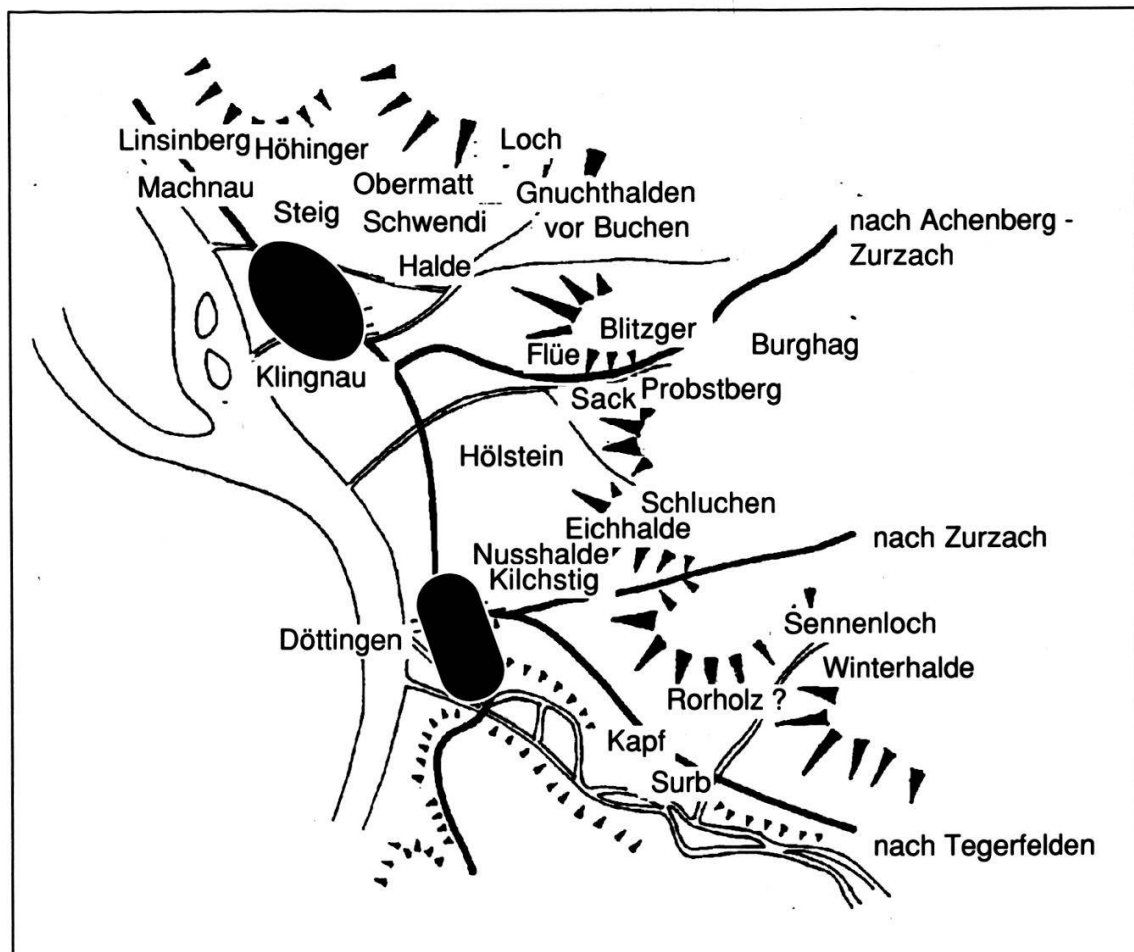 Loch
Linsinberg
Höhinger
Machnau
Obermatt
Gnuchthalden
Steig
Schwendi
vor Buchen
nach Achenberg -
Zurzach
Halde
Blitzger
Burghag
Flüe
Klingnau
Sack
Probstberg
Hölstein
Schluchen
Eichhalde
nach Zurzach
Nusshalde
Kilchstig
Sennenloch
Döttingen
Winterhalde
Rorholz ?
Kapf
Surb
nach Tegerfelden